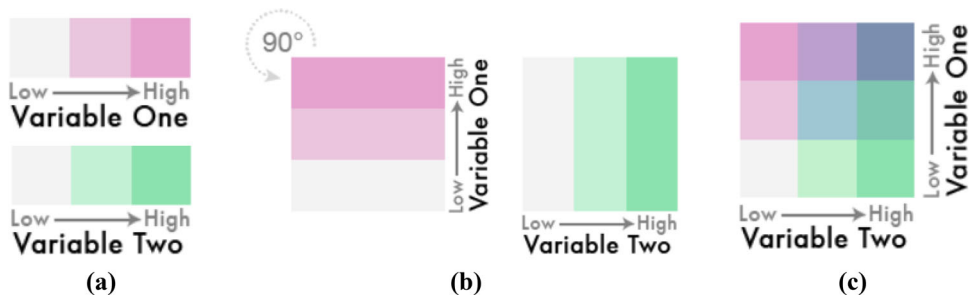 Low High
Variable One
Low High
Variable Two
(a)
90°
Low High
Variable One
Low High
Variable Two
(b)
Low High
Variable One
Low High
Variable Two
(c)